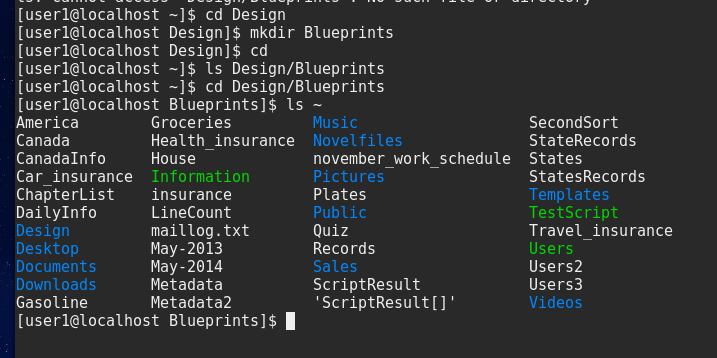 ls: cannot access 'Design/Blueprints': No such file or directory
[user1@localhost ~]$ cd Design
[user1@localhost Design]$ mkdir Blueprints
[user1@localhost Design]$ cd
[user1@localhost ~]$ ls Design/Blueprints
[user1@localhost ~]$ cd Design/Blueprints
[user1@localhost Blueprints]$ ls ~
America Groceries Music SecondSort
Canada Health_insurance Novelfiles StateRecords
CanadaInfo House november_work_schedule States
Car_insurance Information Pictures StatesRecords
ChapterList insurance Plates Templates
DailyInfo LineCount Public TestScript
Design maillog.txt Quiz Travel_insurance
Desktop May-2013 Records Users
Documents May-2014 Sales Users2
Downloads Metadata ScriptResult Users3
Gasoline Metadata2 'ScriptResult[]' Videos
[user1@localhost Blueprints]$